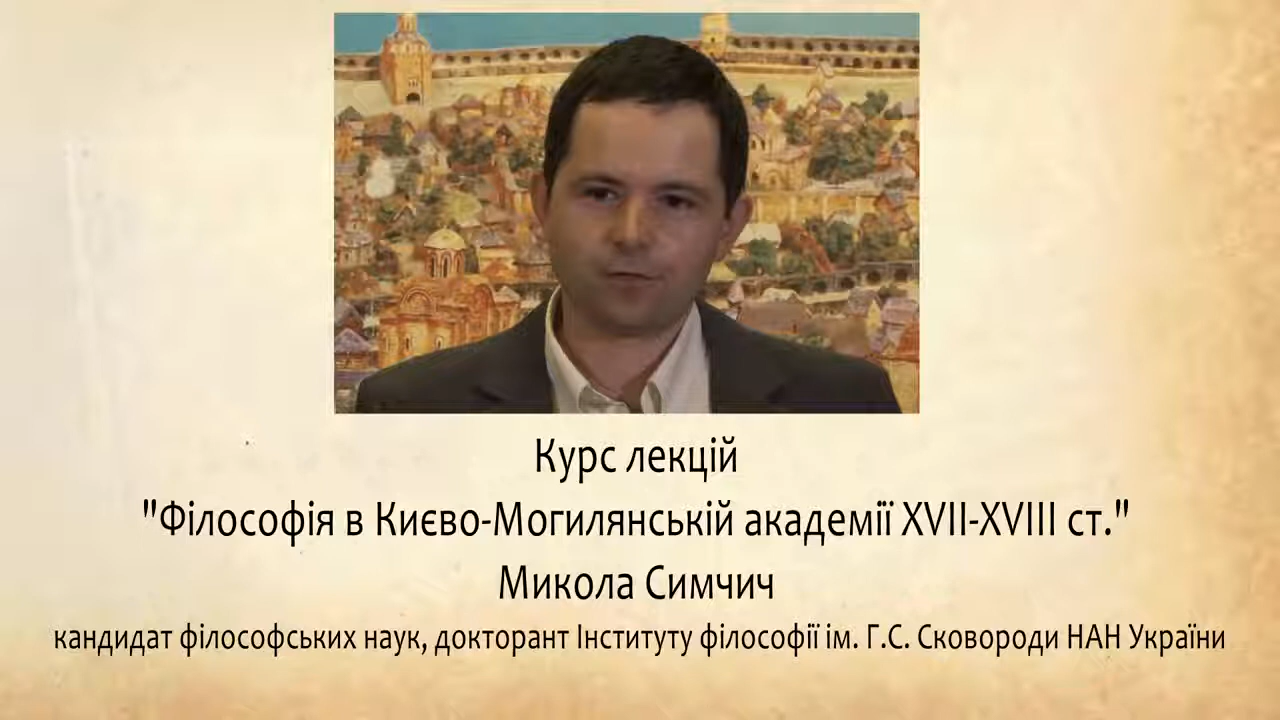 Курс лекцій
"Філософія в Києво-Могилянській академії XVII-XVIII ст."
Микола Симчич
кандидат філософських наук, докторант Інституту філософії ім. Г.С. Сковороди НАН України